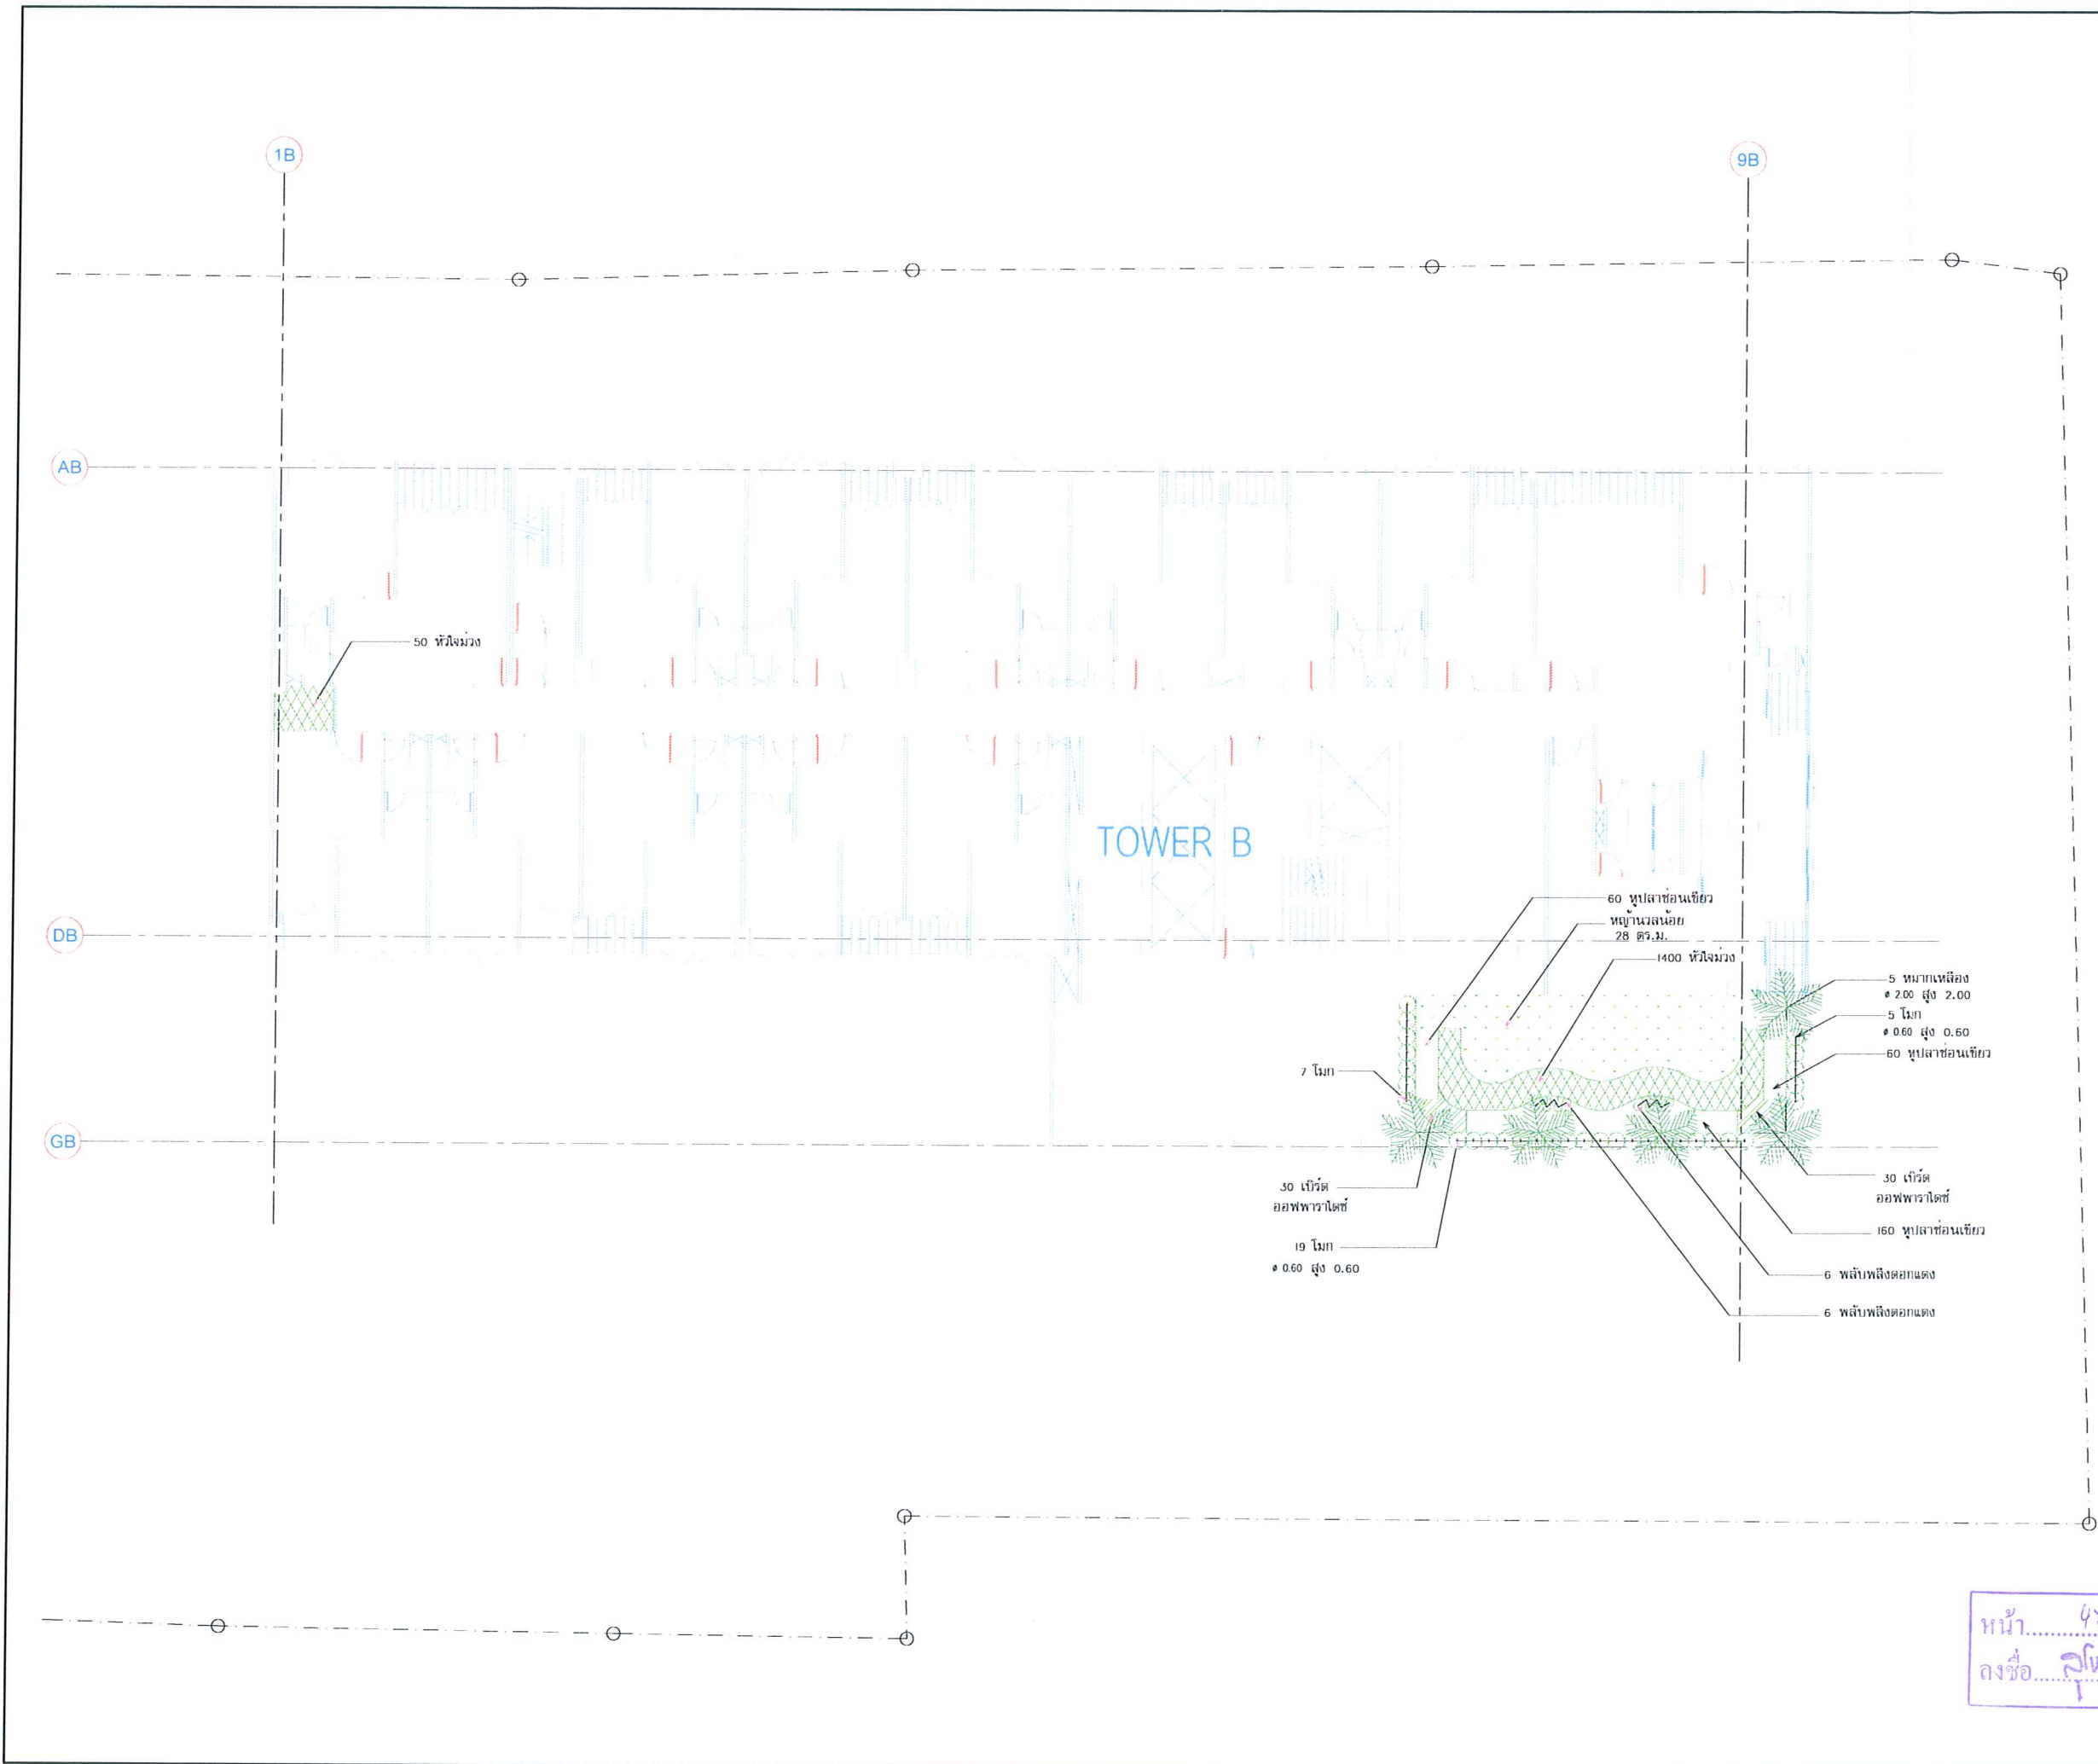 1B
9B
AB
50 หัวใจม่วง
TOWER B
DB
60 หูปลาช่อนเขียว
หญ้านวลน้อย
28 ตร.ม.
1400 หัวใจม่วง
5 หมากเหลือง
ø 2.00 สูง 2.00
5 โมก
ø 0.60 สูง 0.60
60 หูปลาช่อนเขียว
7 โมก
GB
30 เบิร์ด
ออฟพาราไดซ์
30 เบิร์ด
ออฟพาราไดซ์
160 หูปลาช่อนเขียว
19 โมก
ø 0.60 สูง 0.60
6 พลับพลึงดอกแดง
6 พลับพลึงดอกแดง
หน้า
ลงชื่อ